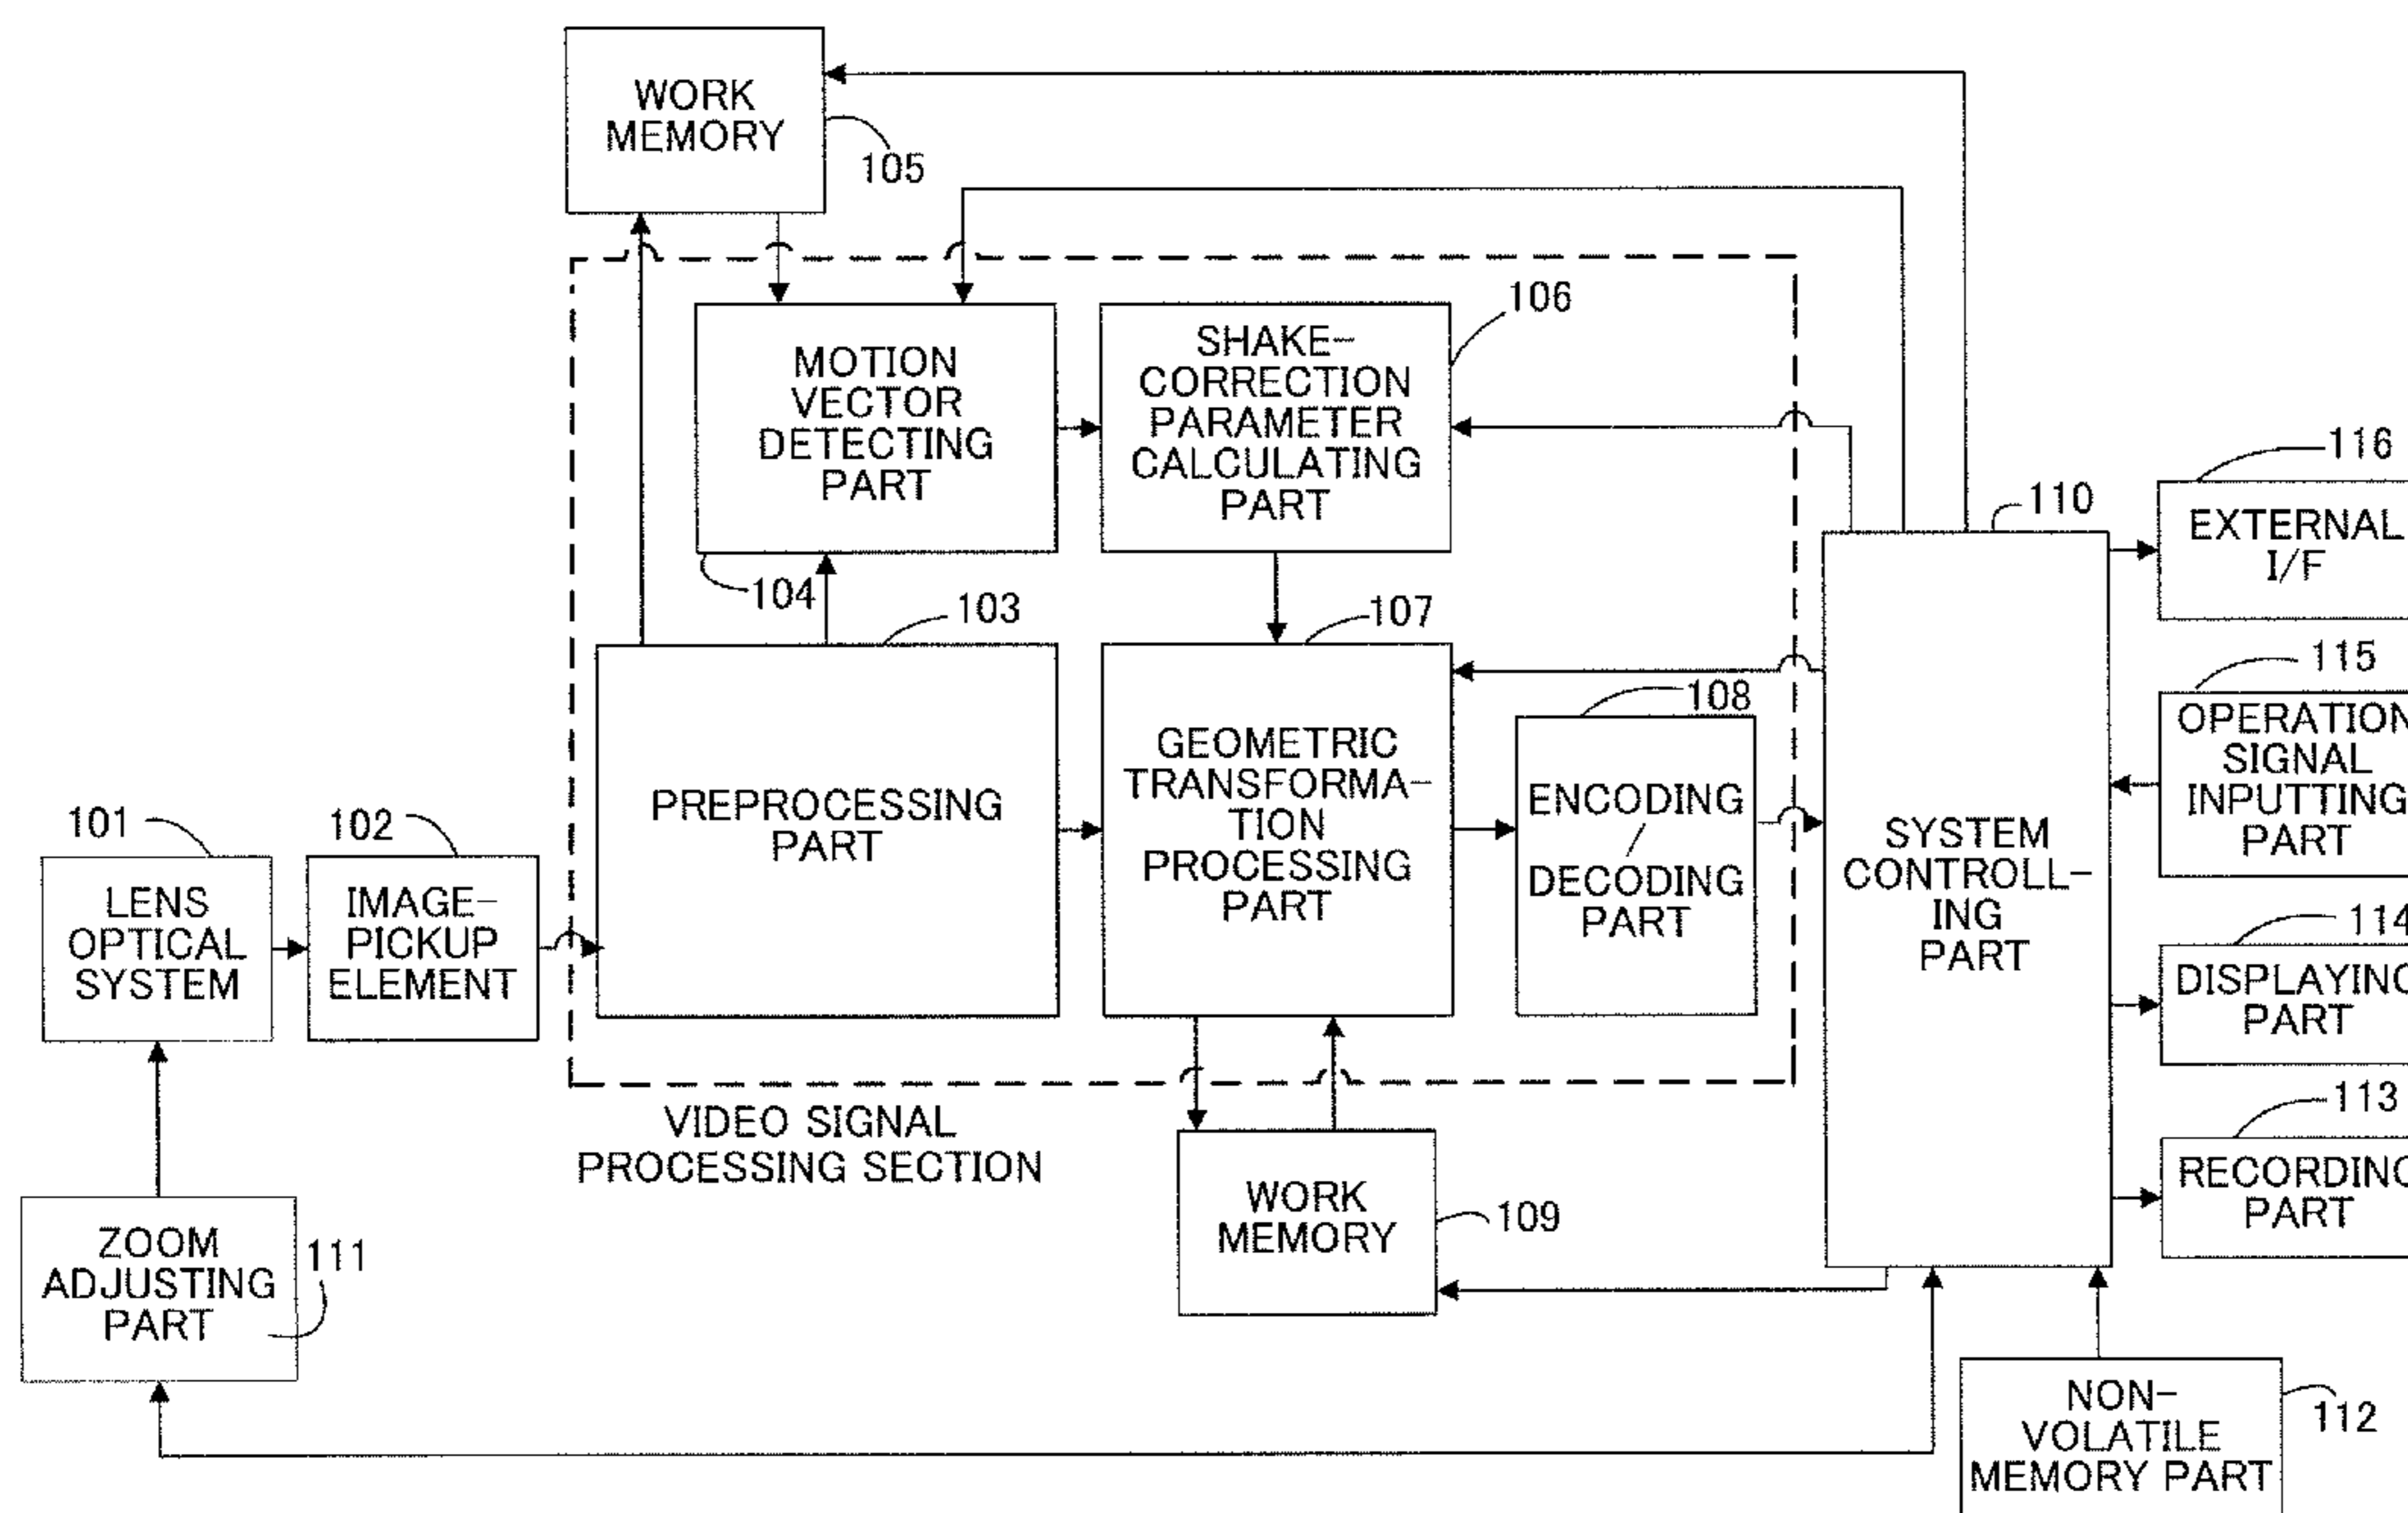 WORK
MEMORY
105
MOTION
VECTOR
DETECTING
PART
104
SHAKE-
CORRECTION
PARAMETER
CALCULATING
PART
106
103
PREPROCESSING
PART
107
GEOMETRIC
TRANSFORMA-
TION
PROCESSING
PART
108
ENCODING
/
DECODING
PART
101
LENS
OPTICAL
SYSTEM
102
IMAGE-
PICKUP
ELEMENT
VIDEO SIGNAL
PROCESSING SECTION
ZOOM
ADJUSTING
PART
111
WORK
MEMORY
109
110
SYSTEM
CONTROLL-
ING
PART
116
EXTERNAL
I/F
115
OPERATION
SIGNAL
INPUTTING
PART
114
DISPLAYING
PART
113
RECORDING
PART
NON-
VOLATILE
MEMORY PART
112